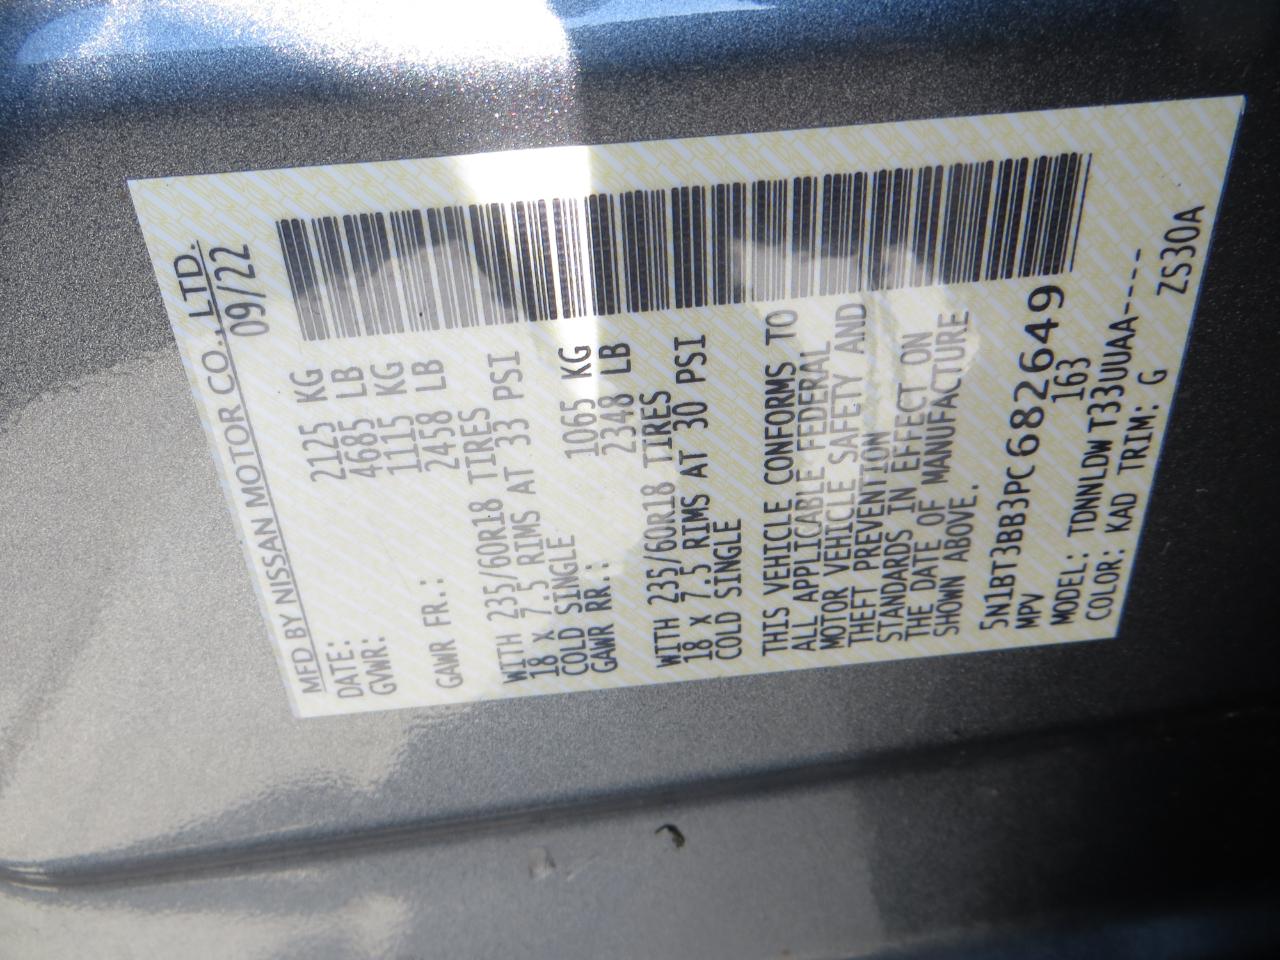 MFD BY NISSAN MOTOR CO., LTD.
DATE: 09/22
GVWR: 2125 KG
4685 LB
1115 KG
GAWR FR.: 2458 LB
WITH 235/60R18 TIRES
18 X 7.5 RIMS AT 33 PSI
COLD SINGLE
GAWR RR.: 1065 KG
2348 LB
WITH 235/60R18 TIRES
18 X 7.5 RIMS AT 30 PSI
COLD SINGLE
THIS VEHICLE CONFORMS TO
ALL APPLICABLE FEDERAL
MOTOR VEHICLE SAFETY AND
THEFT PREVENTION
STANDARDS IN EFFECT ON
THE DATE OF MANUFACTURE
SHOWN ABOVE.
5N1BT3BB3PC682649
MPV 163
MODEL: TDNNLDWT33UUAA----
COLOR: KAD TRIM: G ZS30A